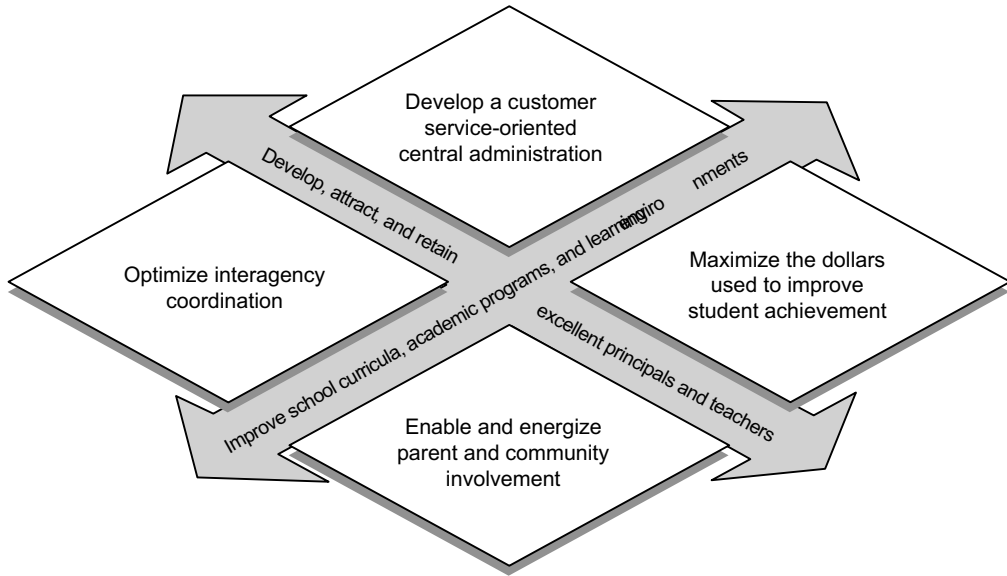 Develop a customer
service-oriented
central administration
Develop, attract, and retain
excellent principals and teachers
Optimize interagency
coordination
Improve school curricula, academic programs, and learning environments
Maximize the dollars
used to improve
student achievement
Enable and energize
parent and community
involvement